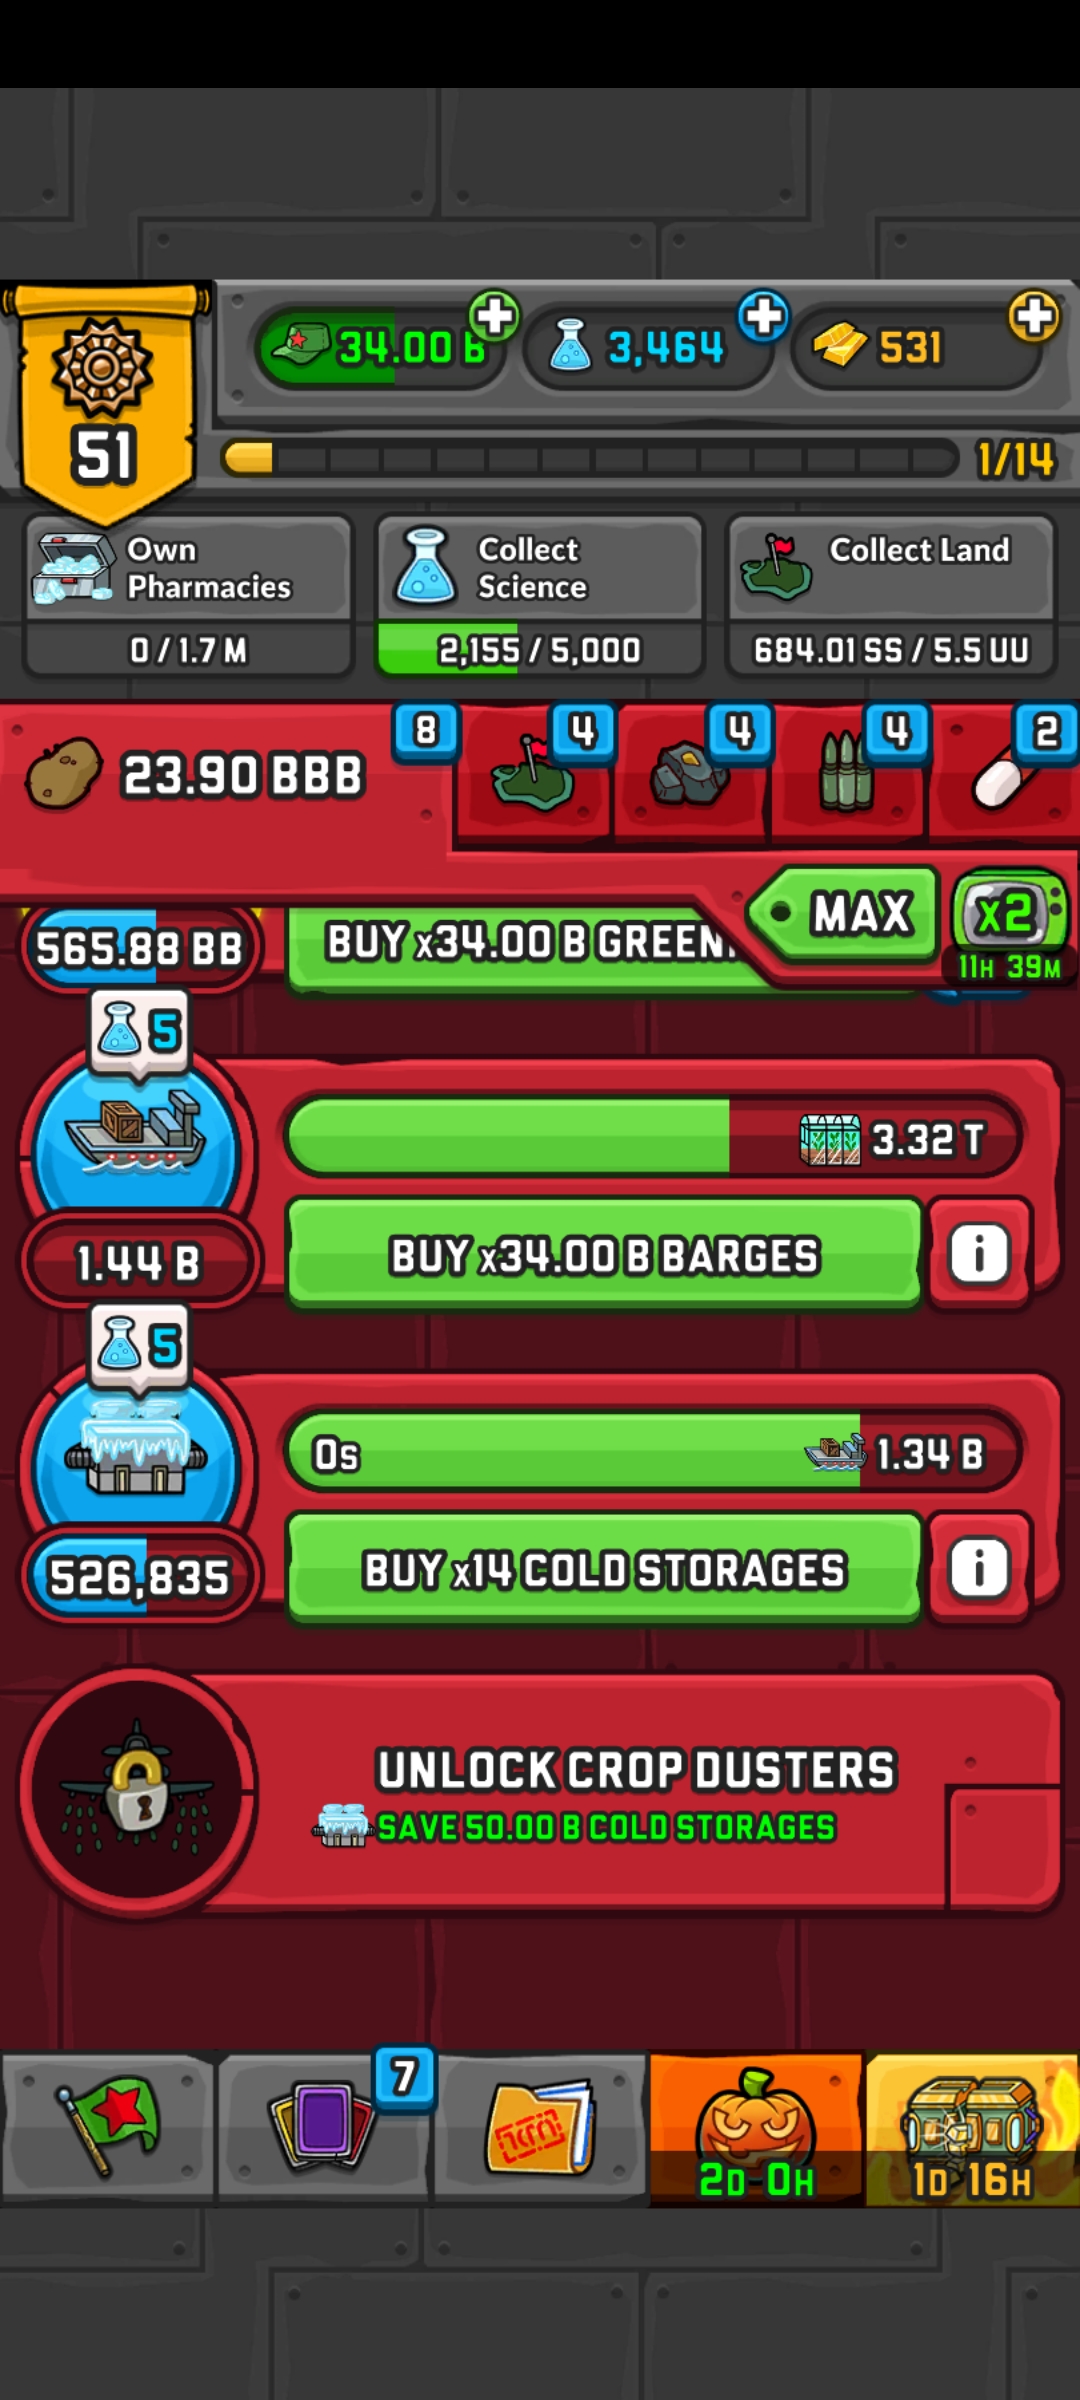 51
34.00 B
3,464
531
1/14
Own Pharmacies
0 / 1.7 M
Collect Science
2,155 / 5,000
Collect Land
684.01 SS / 5.5 UU
23.90 BBB
8
4
4
4
2
MAX
x2
11H 39M
565.88 BB
BUY x34.00 B GREEN
5
3.32 T
1.44 B
BUY x34.00 B BARGES
i
5
0s
1.34 B
526,835
BUY x14 COLD STORAGES
i
UNLOCK CROP DUSTERS
SAVE 50.00 B COLD STORAGES
7
2D 0H
1D 16H